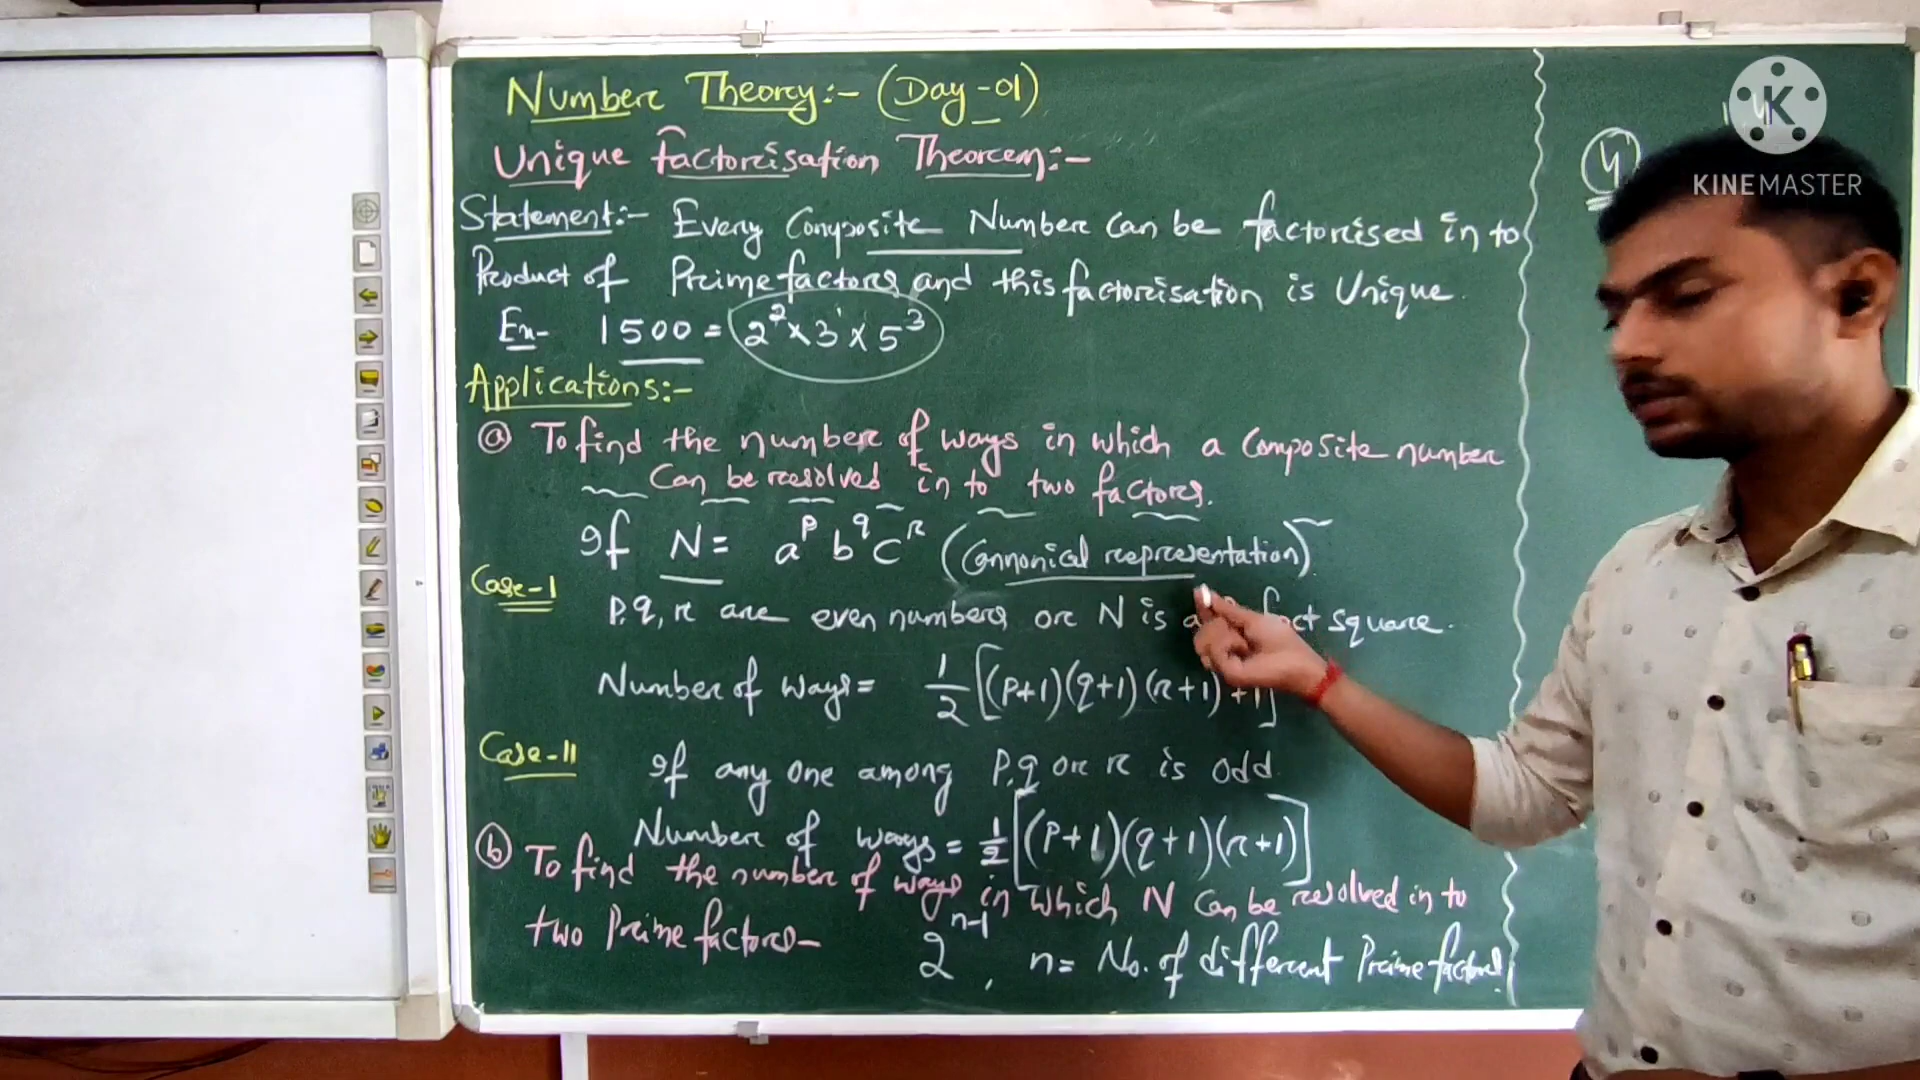 Number Theory:- (Day-01)
Unique Factorisation Theorem:-
Statement:- Every Composite Number can be factorised in to
Product of Prime factors and this factorisation is Unique.
Ex- 1500 = 2² × 3¹ × 5³
Applications:-
(a) To find the number of ways in which a composite number
Can be resolved in to two factors.
If N = a^p b^q c^r (Cannonical representation).
Case-I
P, q, r are even numbers or N is a square.
Number of ways = 1/2 [(P+1)(q+1)(r+1)+1]
Case-II If any one among P, q or r is odd
Number of ways = 1/2 [(P+1)(q+1)(r+1)]
(b) To find the number of ways in which N can be resolved in to
two Prime factors- 2^(n-1), n = No. of different Prime factors.
4
KINEMASTER